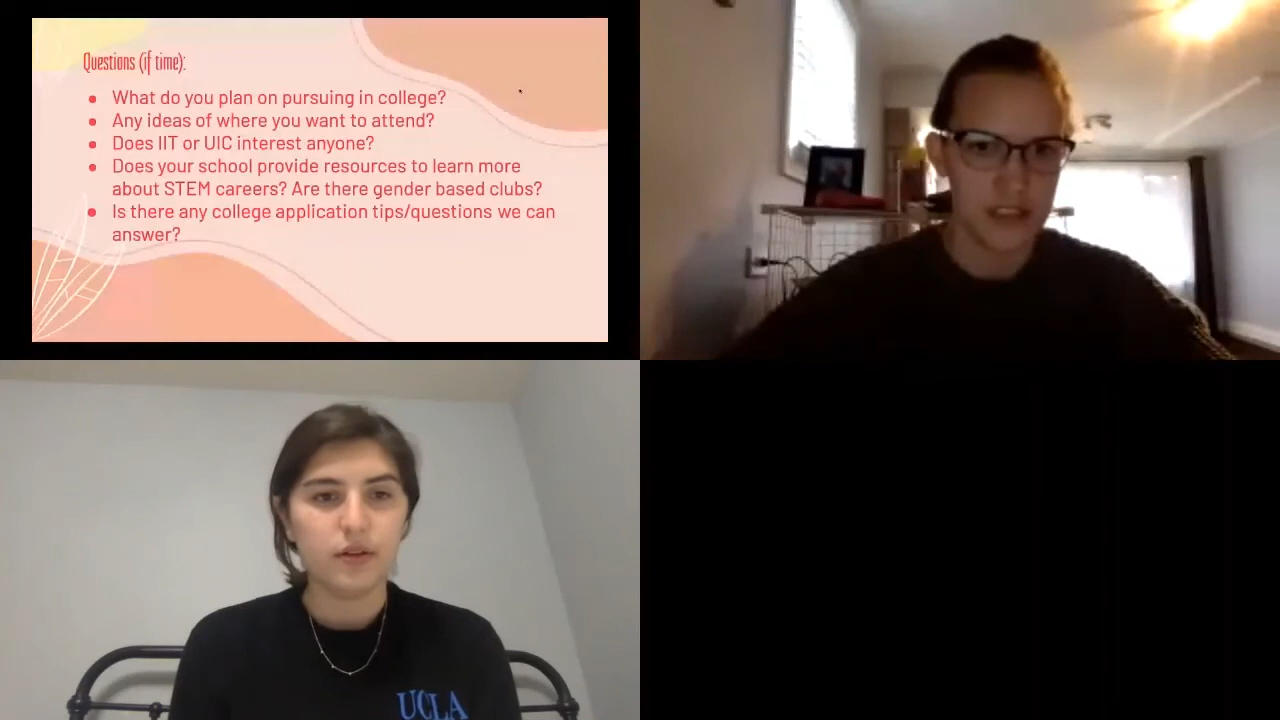 Questions (if time):
● What do you plan on pursuing in college?
● Any ideas of where you want to attend?
● Does IIT or UIC interest anyone?
● Does your school provide resources to learn more
about STEM careers? Are there gender based clubs?
● Is there any college application tips/questions we can
answer?
UCLA